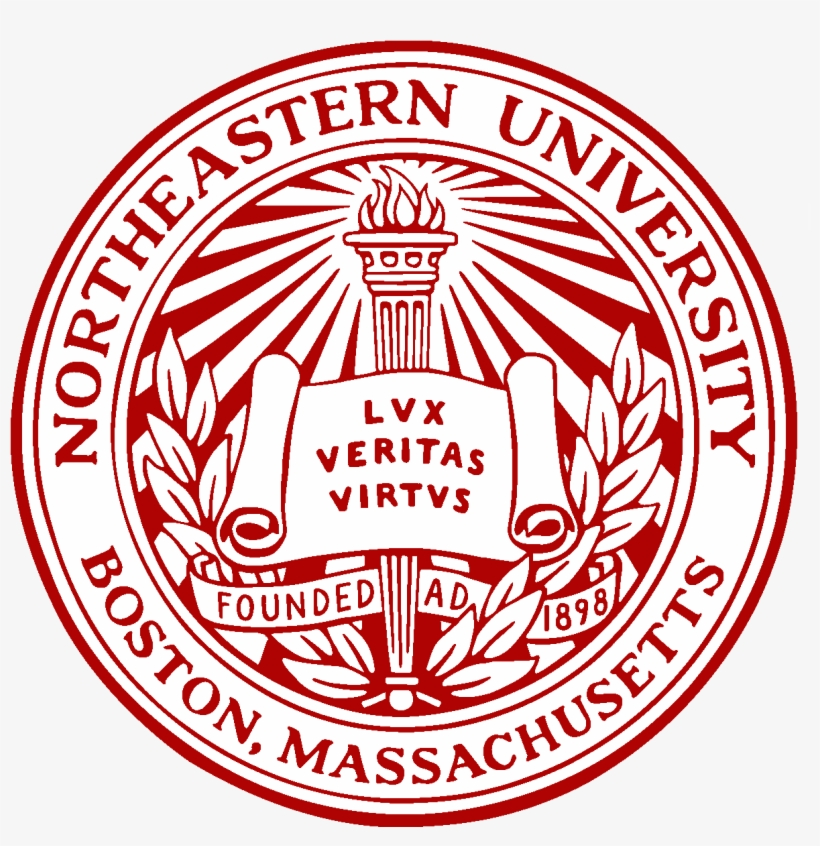 NORTHEASTERN UNIVERSITY
LVX
VERITAS
VIRTVS
FOUNDED AD 1898
BOSTON, MASSACHUSETTS